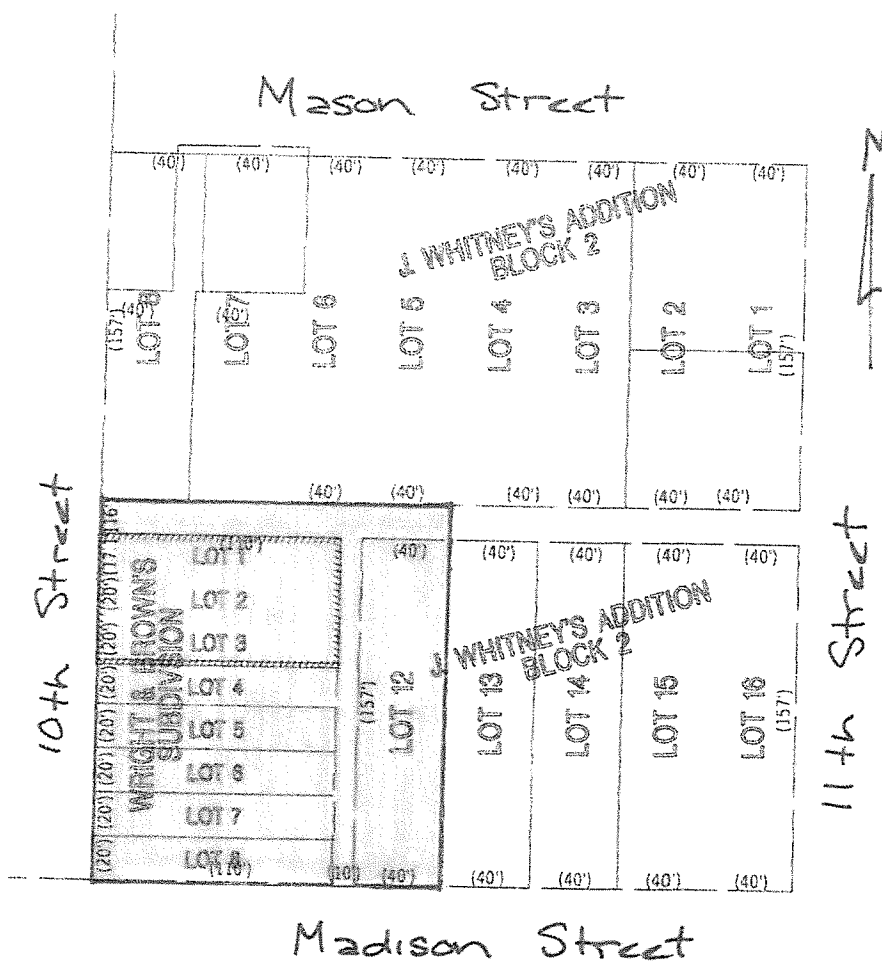 Mason Street
N
(40') (40') (40') (40') (40') (40') (40') (40')
J. WHITNEY'S ADDITION
BLOCK 2
(40') (40')
(157') LOT 8 LOT 7 LOT 6 LOT 5 LOT 4 LOT 3 LOT 2 LOT 1 (157')
(40') (40') (40') (40') (40') (40')
10th Street
11th Street
(20') (20') (20') (20') (20') (20') (20')
WRIGHT & BROWN'S
SUBDIVISION
LOT 1
LOT 2
LOT 3
LOT 4
LOT 5
LOT 6
LOT 7
LOT 8
(110') (10') (40')
(40') (40') (40') (40') (40')
J. WHITNEY'S ADDITION
BLOCK 2
(157') LOT 12 LOT 13 LOT 14 LOT 15 LOT 16 (157')
(40') (40') (40') (40')
Madison Street